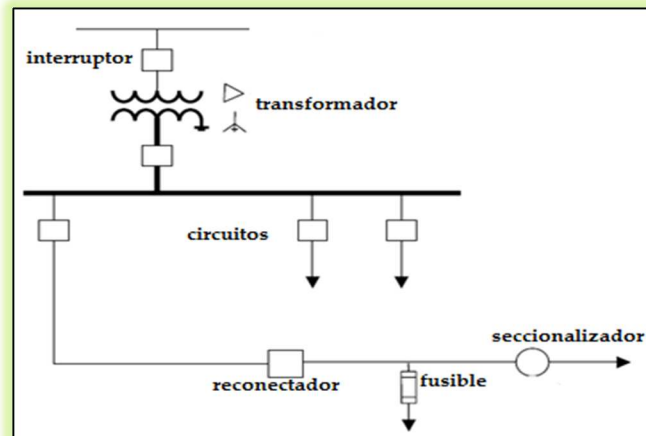 interruptor
transformador
circuitos
seccionalizador
reconectador
fusible